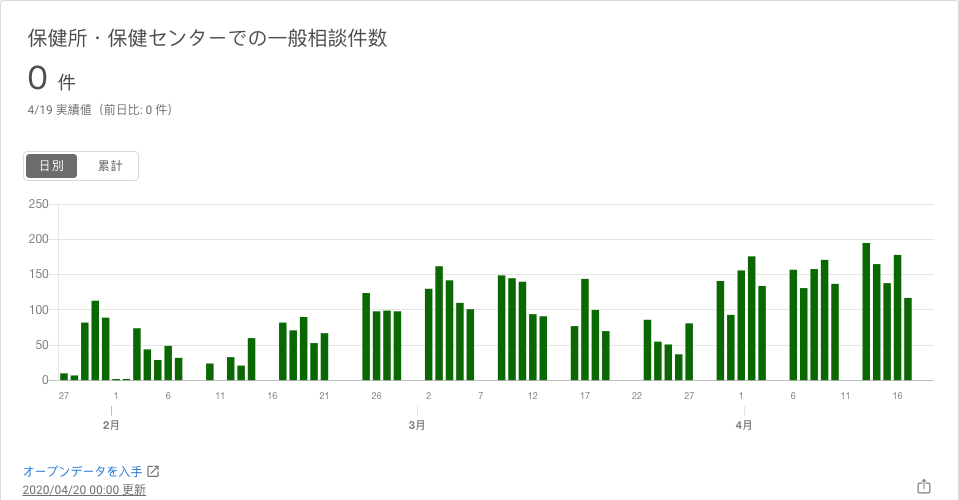 保健所・保健センターでの一般相談件数
0 件
4/19 実績値（前日比: 0 件）
日別 累計
250
200
150
100
50
0
27 1 6 11 16 21 26 2 7 12 17 22 27 1 6 11 16
2月 3月 4月
オープンデータを入手
2020/04/20 00:00 更新